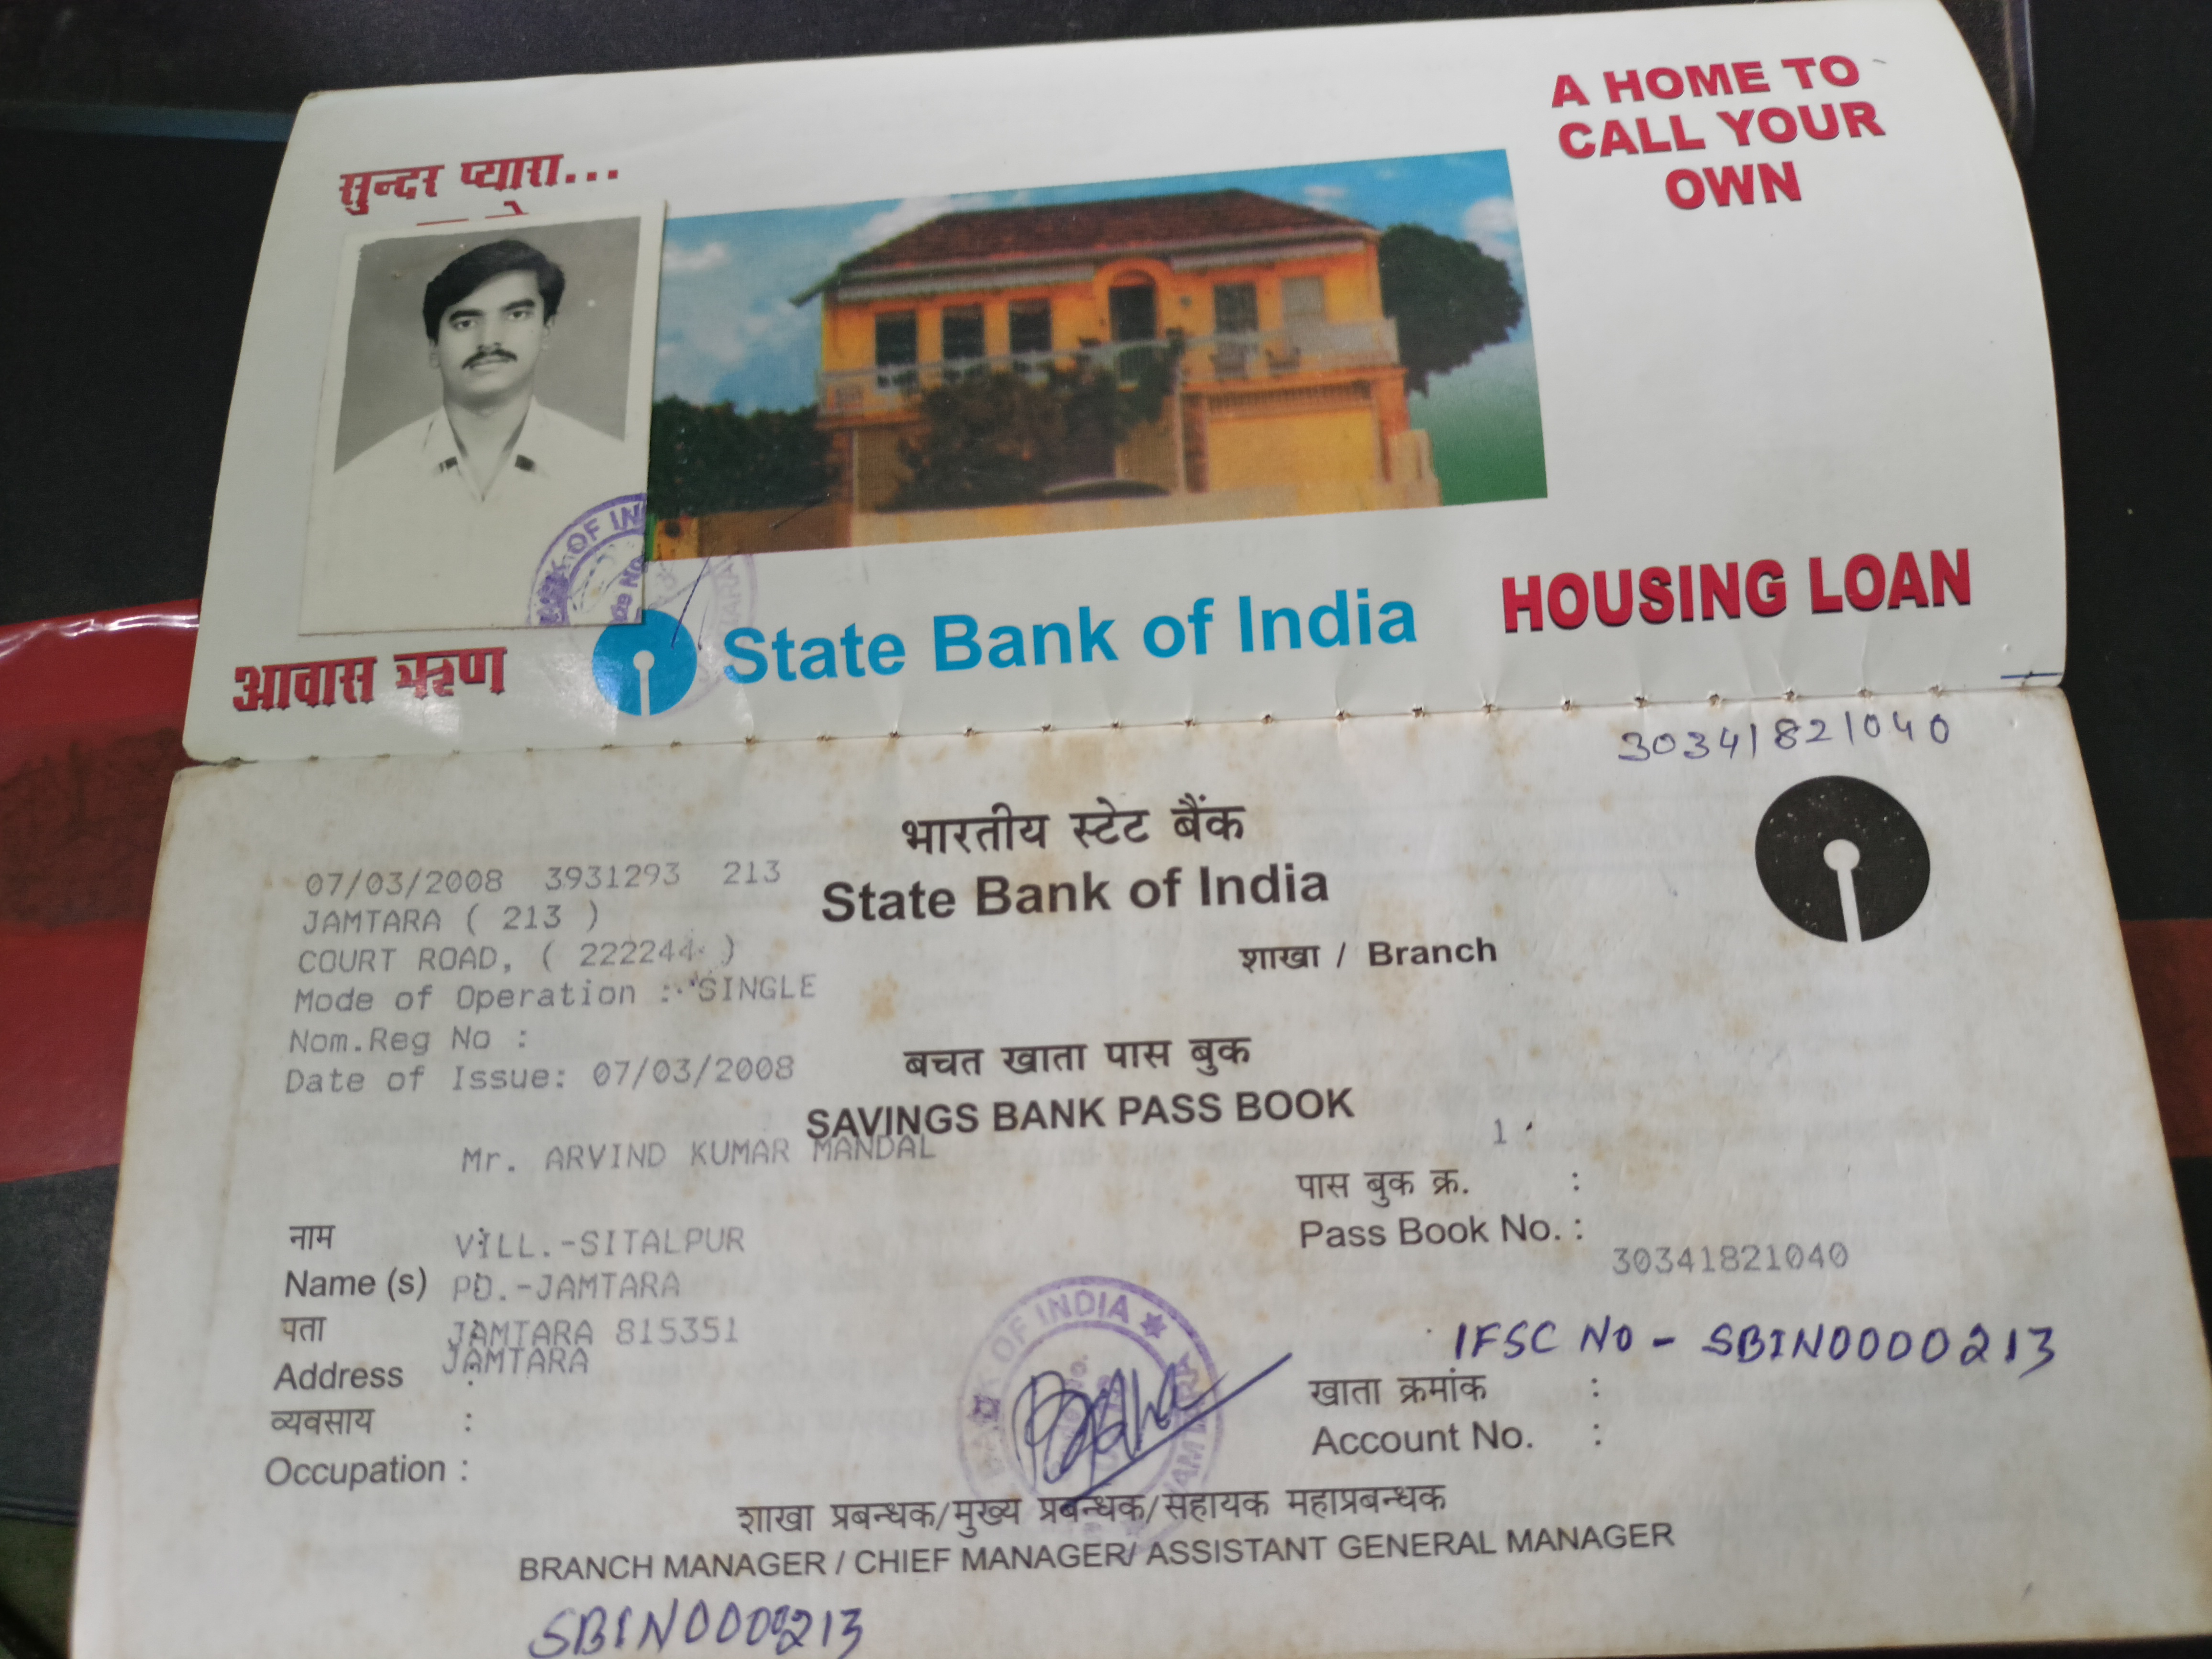 सुन्दर प्यारा...
A HOME TO
CALL YOUR
OWN
OF IN
आवास ऋण
State Bank of India
HOUSING LOAN
30341821040
भारतीय स्टेट बैंक
State Bank of India
शाखा / Branch
07/03/2008 3931293 213
JAMTARA ( 213 )
COURT ROAD, ( 222244 )
Mode of Operation : SINGLE
Nom.Reg No :
Date of Issue: 07/03/2008
बचत खाता पास बुक
SAVINGS BANK PASS BOOK
Mr. ARVIND KUMAR MANDAL
1
पास बुक क्र. :
Pass Book No. :
30341821040
नाम
VILL.-SITALPUR
Name (s) PO.-JAMTARA
पता
JAMTARA 815351
JAMTARA
Address :
व्यवसाय :
Occupation :
OF INDIA
IFSC NO - SBIN0000213
खाता क्रमांक :
Account No. :
शाखा प्रबन्धक/मुख्य प्रबन्धक/सहायक महाप्रबन्धक
BRANCH MANAGER / CHIEF MANAGER/ ASSISTANT GENERAL MANAGER
SBIN0000213